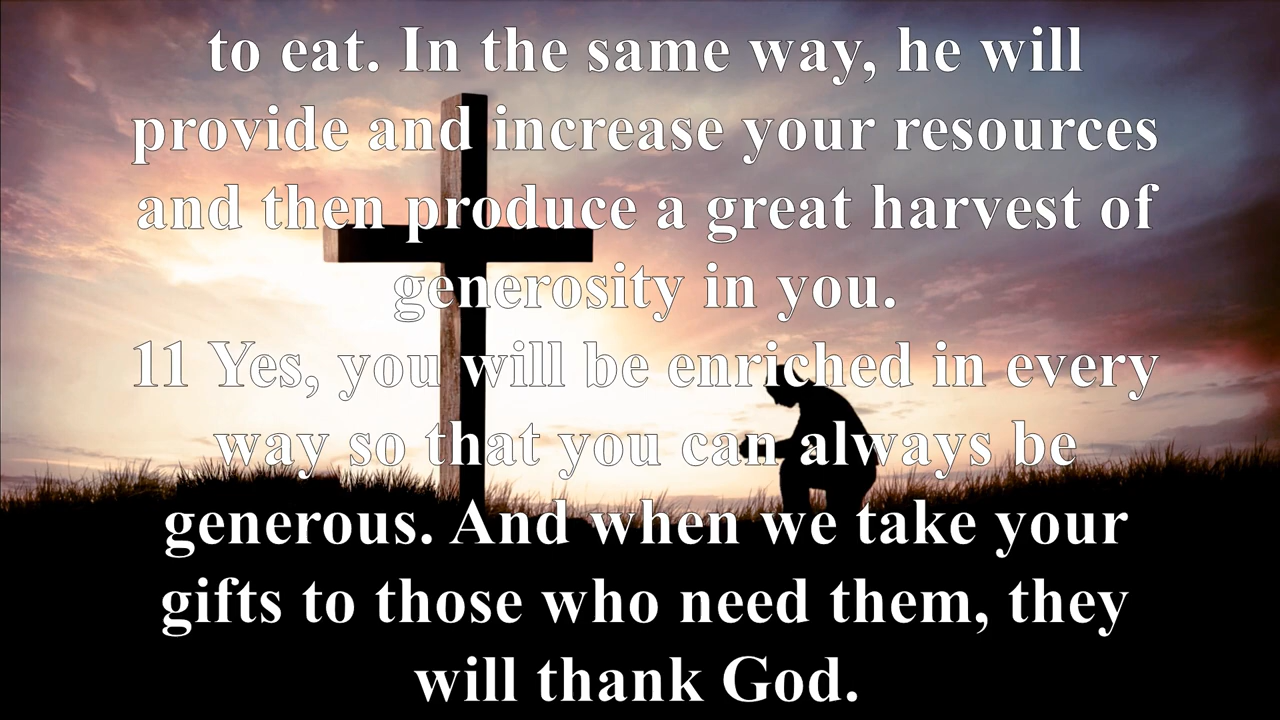 to eat. In the same way, he will
provide and increase your resources
and then produce a great harvest of
generosity in you.
11 Yes, you will be enriched in every
way so that you can always be
generous. And when we take your
gifts to those who need them, they
will thank God.